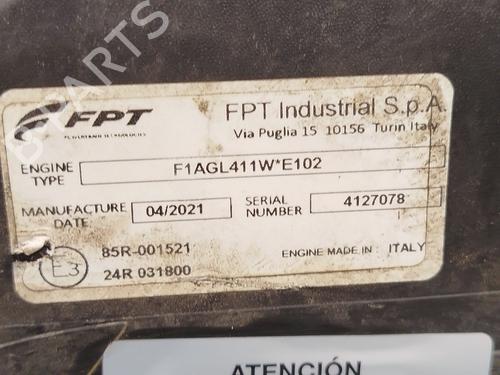 FPT
POWERTRAIN TECHNOLOGIES
FPT Industrial S.p.A
Via Puglia 15 10156 Turin Italy
ENGINE TYPE
F1AGL411W*E102
MANUFACTURE DATE:
04/2021
SERIAL NUMBER
4127078
E3
85R-001521
24R 031800
ENGINE MADE IN : ITALY
ATENCIÓN